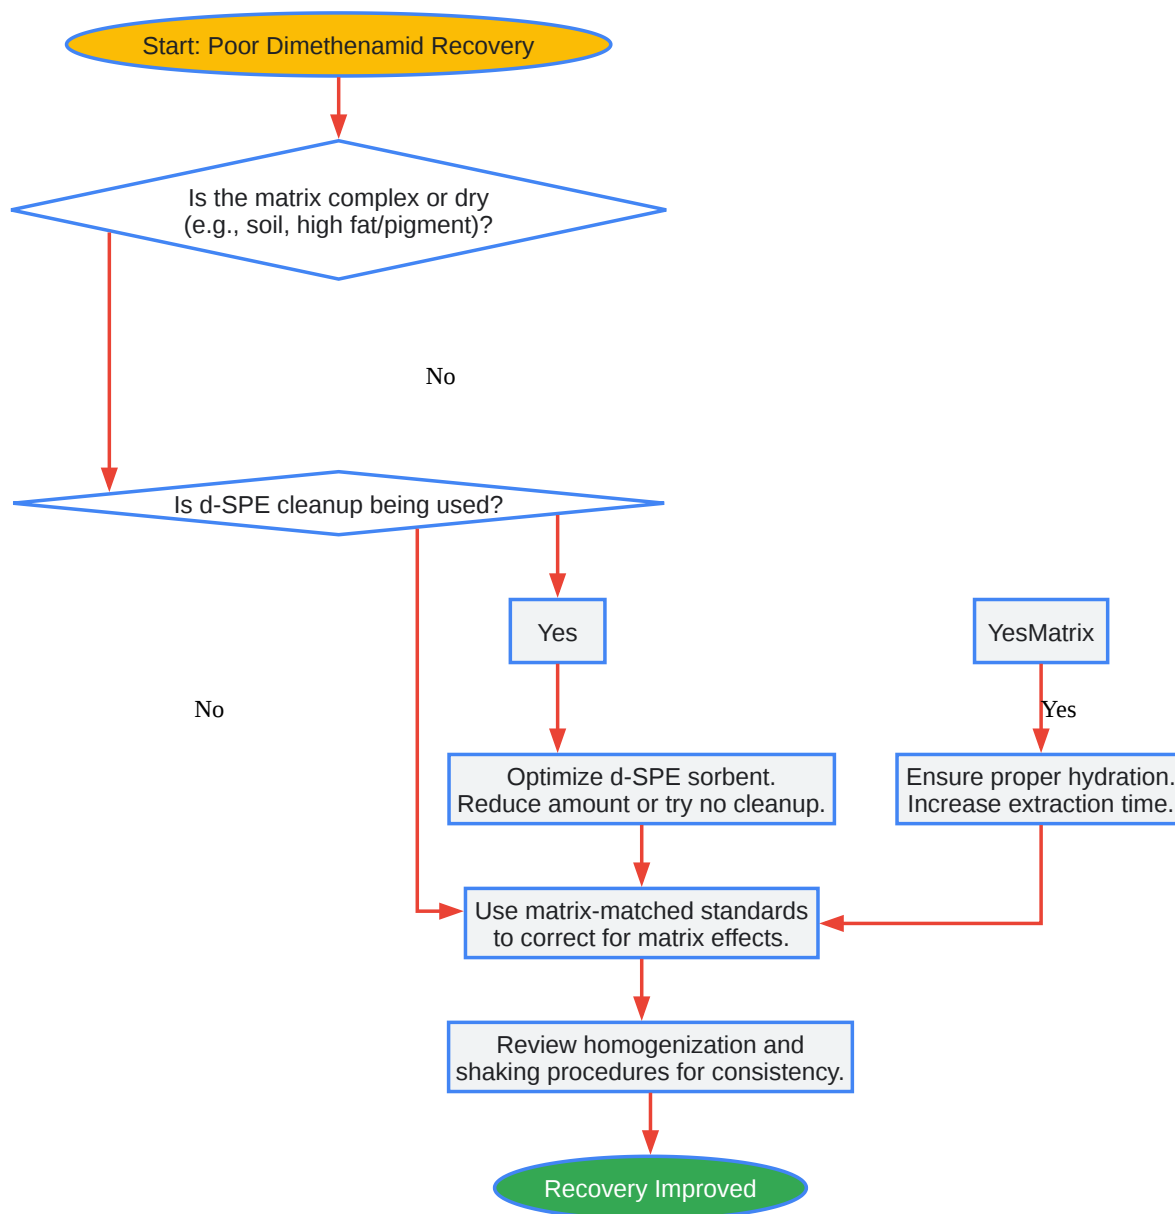 Start: Poor Dimethenamid Recovery
Is the matrix complex or dry
(e.g., soil, high fat/pigment)?
No
Is d-SPE cleanup being used?
Yes
YesMatrix
No
Yes
Optimize d-SPE sorbent.
Reduce amount or try no cleanup.
Ensure proper hydration.
Increase extraction time.
Use matrix-matched standards
to correct for matrix effects.
Review homogenization and
shaking procedures for consistency.
Recovery Improved